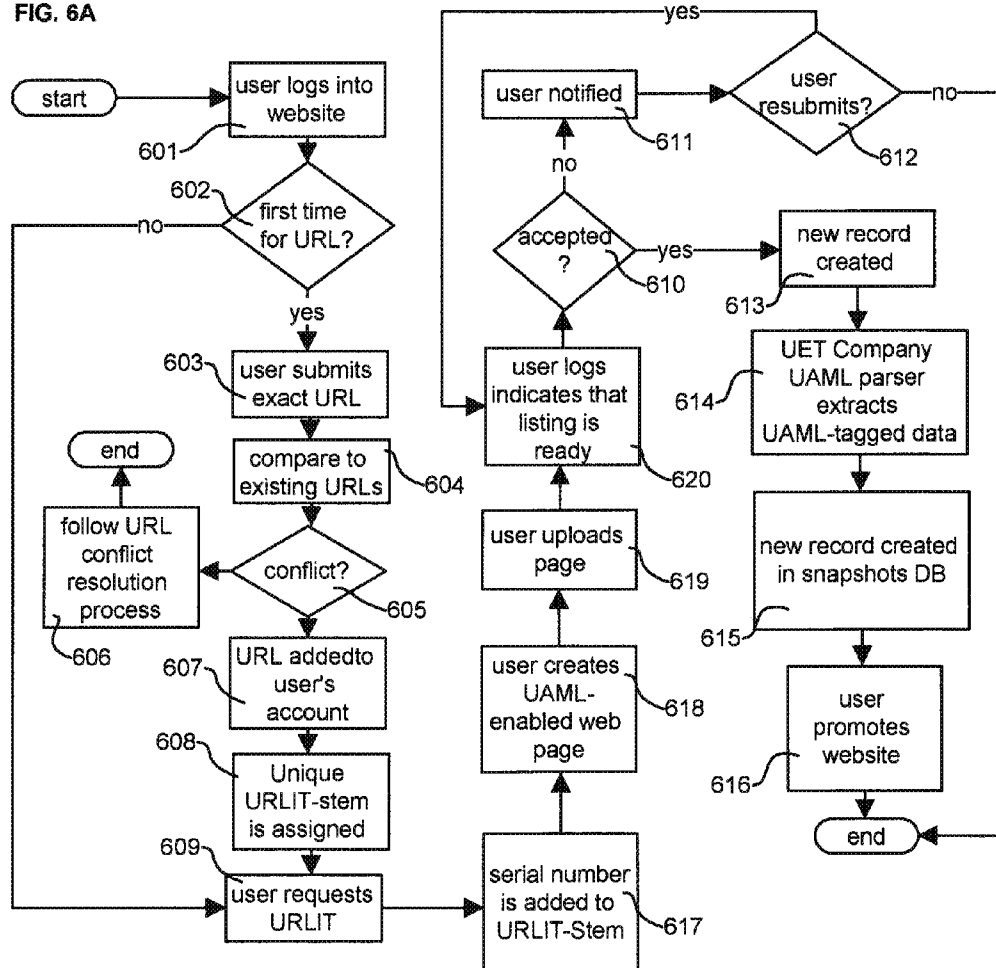 FIG. 6A
start
user logs into
website
601
602
first time
for URL?
no
yes
603
user submits
exact URL
compare to
existing URLs
604
end
follow URL
conflict
resolution
process
606
conflict?
605
607
URL addedto
user's
account
608
Unique
URLIT-stem
is assigned
609
user requests
URLIT
serial number
is added to
URLIT-Stem
617
user creates
UAML-
enabled web
page
618
user uploads
page
619
user logs
indicates that
listing is
ready
620
accepted
?
610
no
yes
user notified
611
user
resubmits?
612
yes
no
new record
created
613
UET Company
UAML parser
extracts
UAML-tagged data
614
new record created
in snapshots DB
615
user
promotes
website
616
end